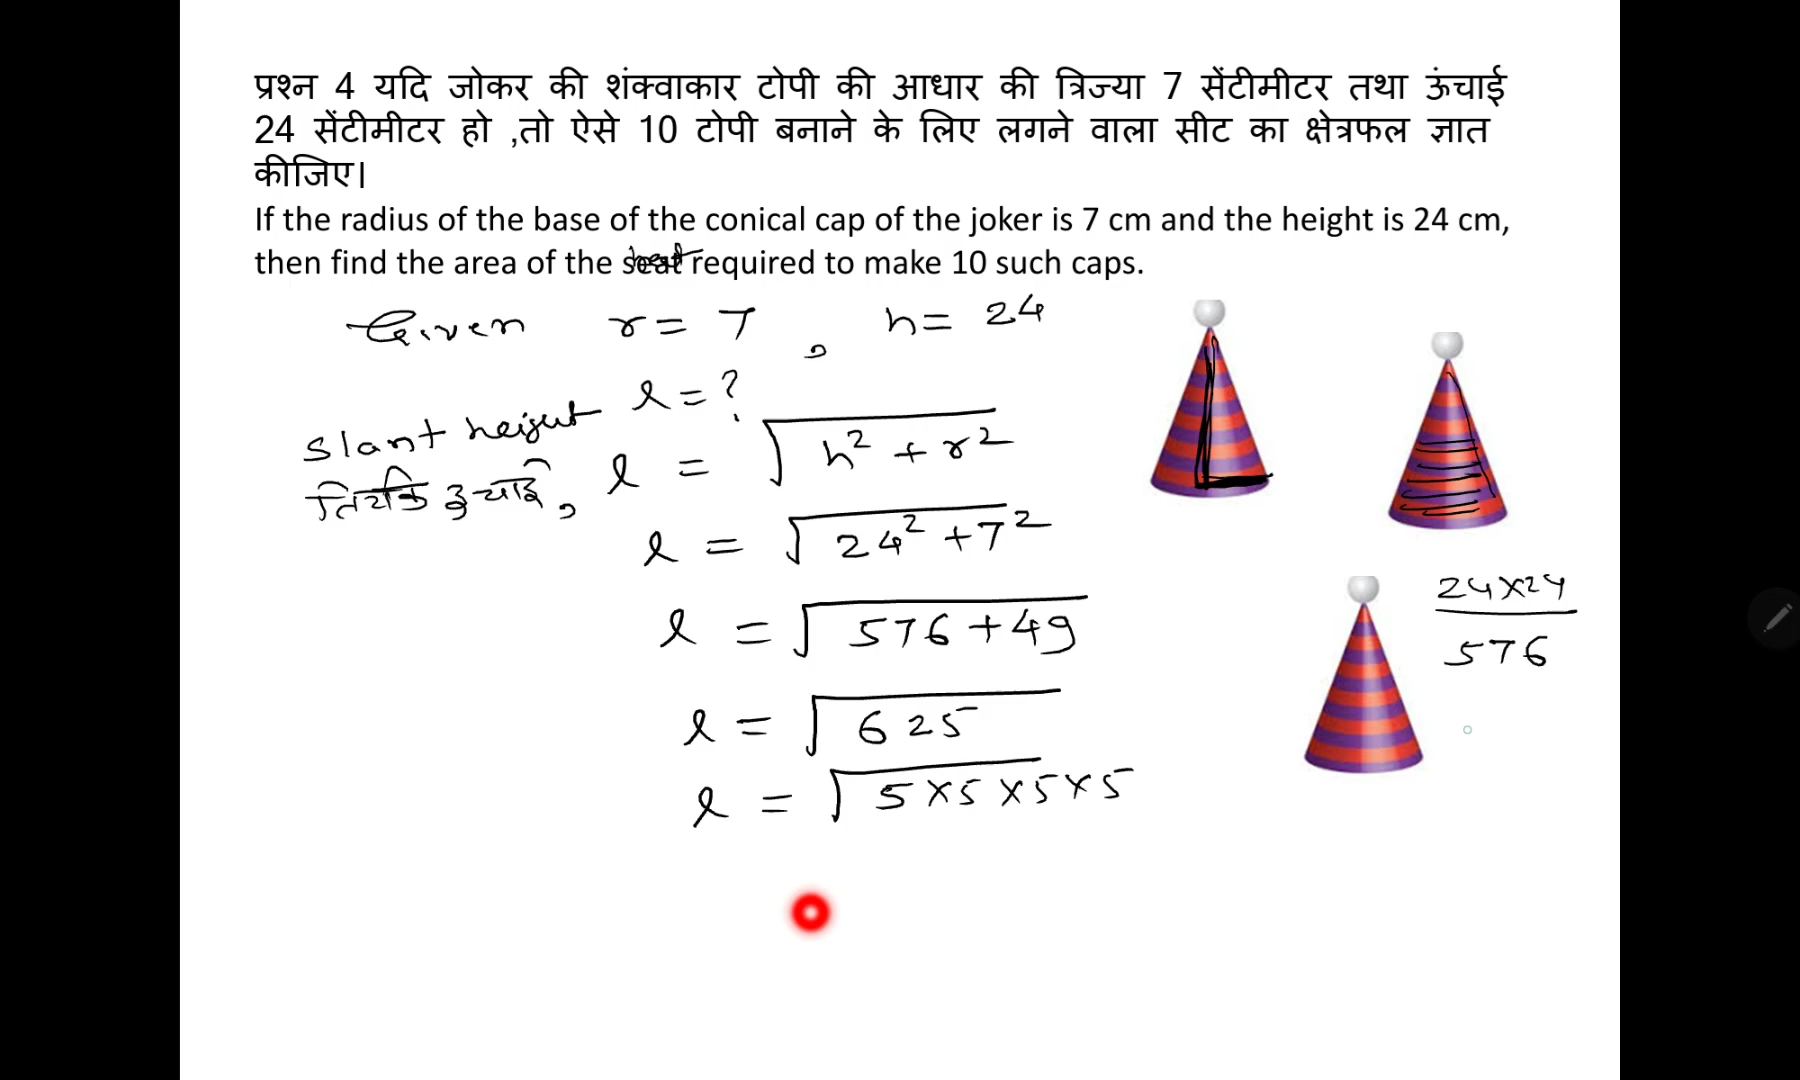 प्रश्न 4 यदि जोकर की शंक्वाकार टोपी की आधार की त्रिज्या 7 सेंटीमीटर तथा ऊंचाई
24 सेंटीमीटर हो ,तो ऐसे 10 टोपी बनाने के लिए लगने वाला सीट का क्षेत्रफल ज्ञात
कीजिए।
If the radius of the base of the conical cap of the joker is 7 cm and the height is 24 cm,
then find the area of the sheet required to make 10 such caps.
Given r = 7 , h = 24
l = ?
slant height
l = √h² + r²
l = √24² + 7²
l = √576 + 49
l = √625
l = √5×5×5×5
24×24
576